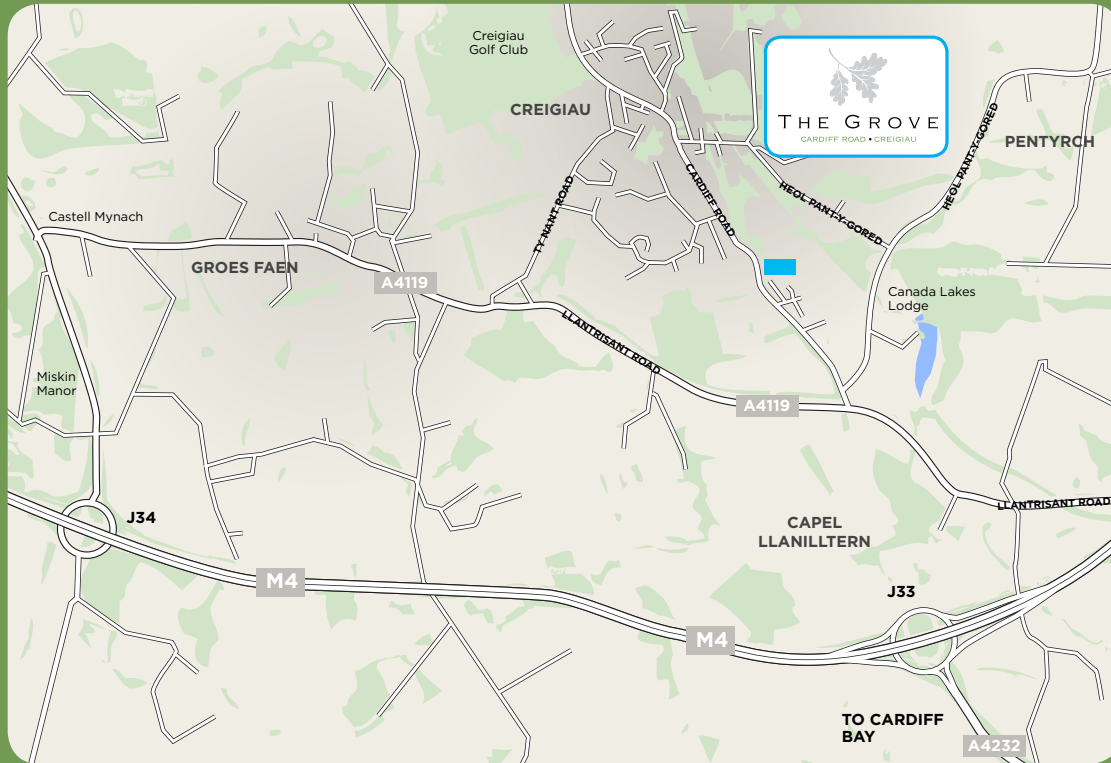 Creigiau
Golf Club
CREIGIAU
THE GROVE
CARDIFF ROAD • CREIGIAU
PENTYRCH
HEOL PANT-Y-GORED
HEOL PANT-Y-GORED
CARDIFF ROAD
TY NANT ROAD
Castell Mynach
GROES FAEN
A4119
Canada Lakes
Lodge
LLANTRISANT ROAD
Miskin
Manor
A4119
LLANTRISANT ROAD
J34
CAPEL
LLANILLTERN
M4
J33
M4
TO CARDIFF
BAY
A4232